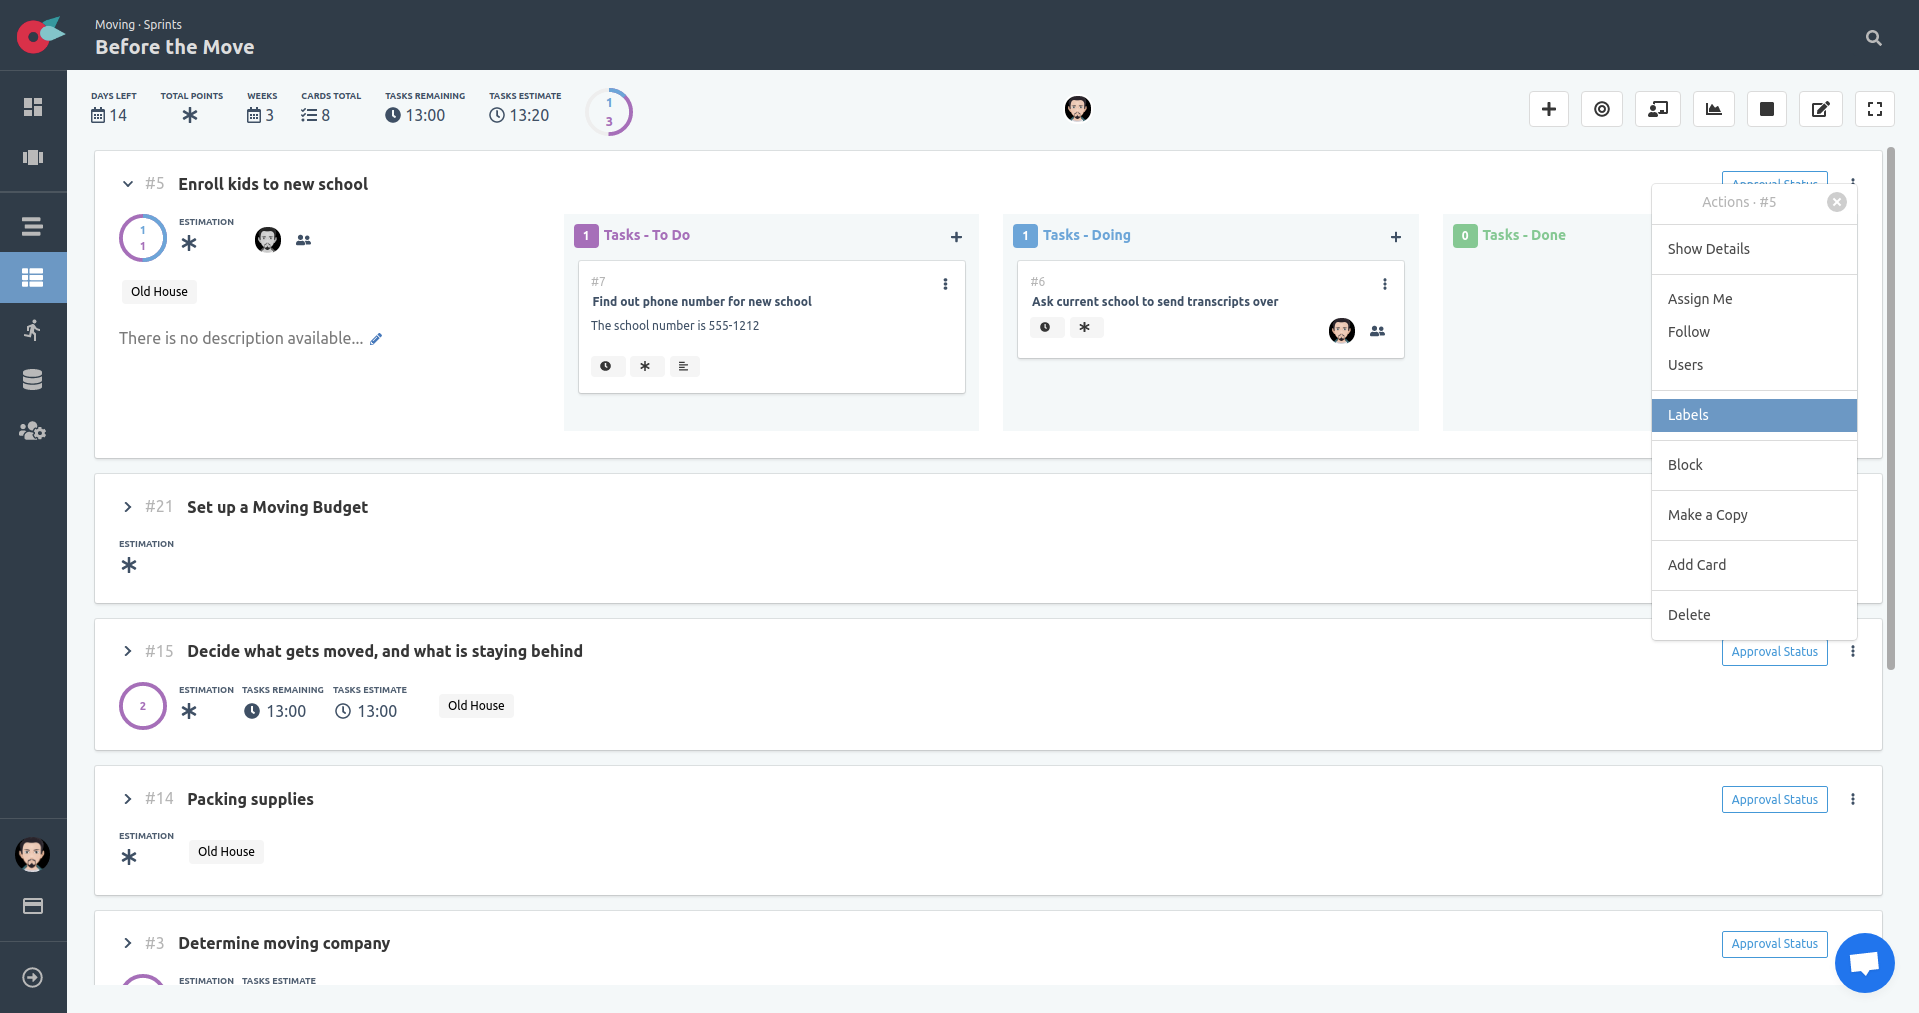 Moving · Sprints
Before the Move
DAYS LEFT
14
TOTAL POINTS
WEEKS
3
CARDS TOTAL
8
TASKS REMAINING
13:00
TASKS ESTIMATE
13:20
1
3
#5 Enroll kids to new school
1
1
ESTIMATION
Old House
There is no description available...
1 Tasks - To Do
#7
Find out phone number for new school
The school number is 555-1212
1 Tasks - Doing
#6
Ask current school to send transcripts over
0 Tasks - Done
Approval Status
Actions · #5
Show Details
Assign Me
Follow
Users
Labels
Block
Make a Copy
Add Card
Delete
#21 Set up a Moving Budget
ESTIMATION
#15 Decide what gets moved, and what is staying behind
Approval Status
2
ESTIMATION
TASKS REMAINING
13:00
TASKS ESTIMATE
13:00
Old House
#14 Packing supplies
Approval Status
ESTIMATION
Old House
#3 Determine moving company
Approval Status
ESTIMATION
TASKS ESTIMATE